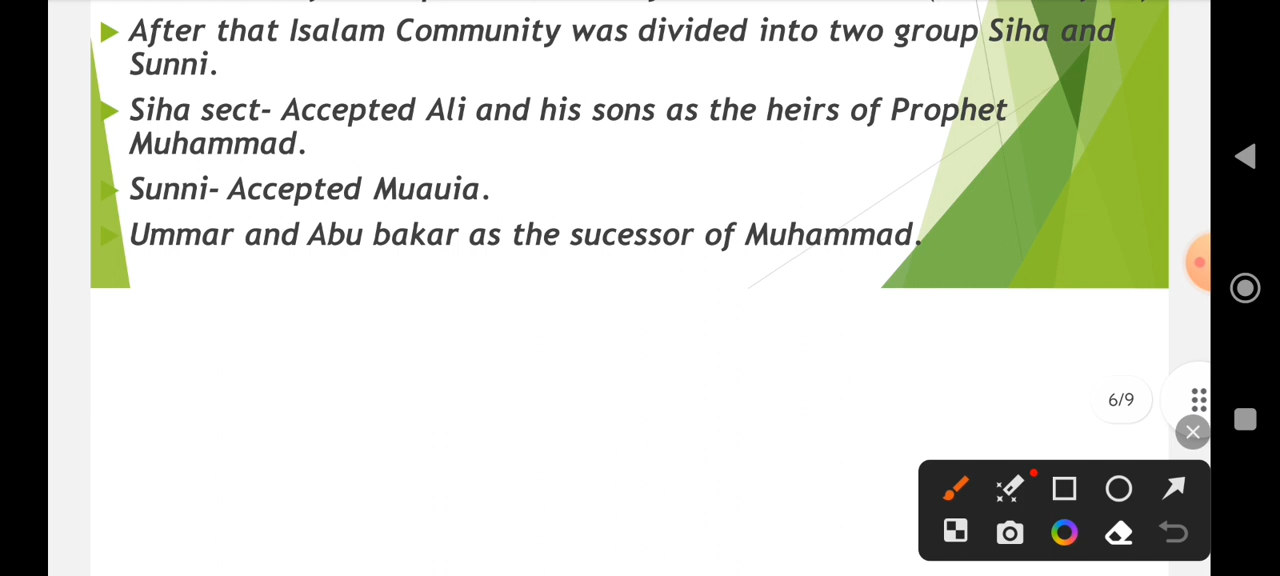 After that Isalam Community was divided into two group Siha and
Sunni.
Siha sect- Accepted Ali and his sons as the heirs of Prophet
Muhammad.
Sunni- Accepted Muauia.
Ummar and Abu bakar as the sucessor of Muhammad.
6/9